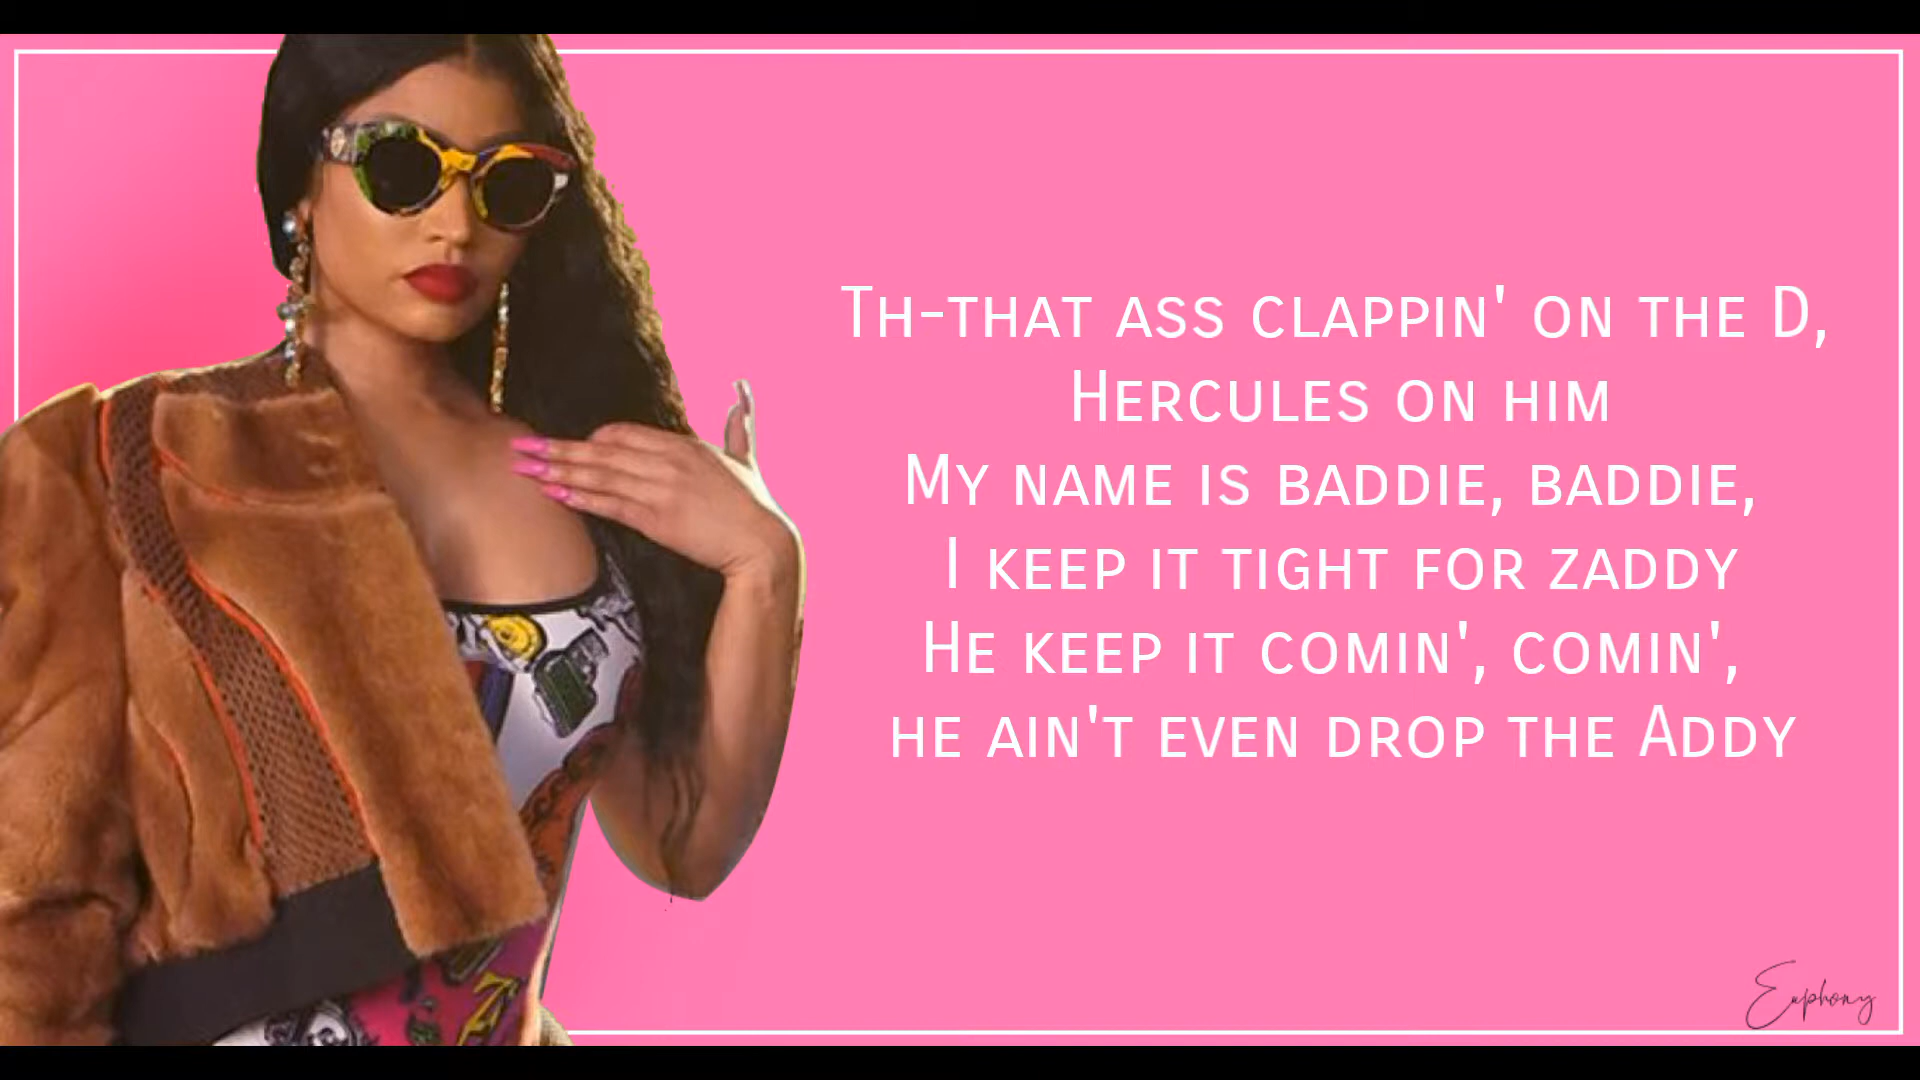 Th-that ass clappin' on the D,
Hercules on him
My name is baddie, baddie,
I keep it tight for zaddy
He keep it comin', comin',
he ain't even drop the Addy
Euphony